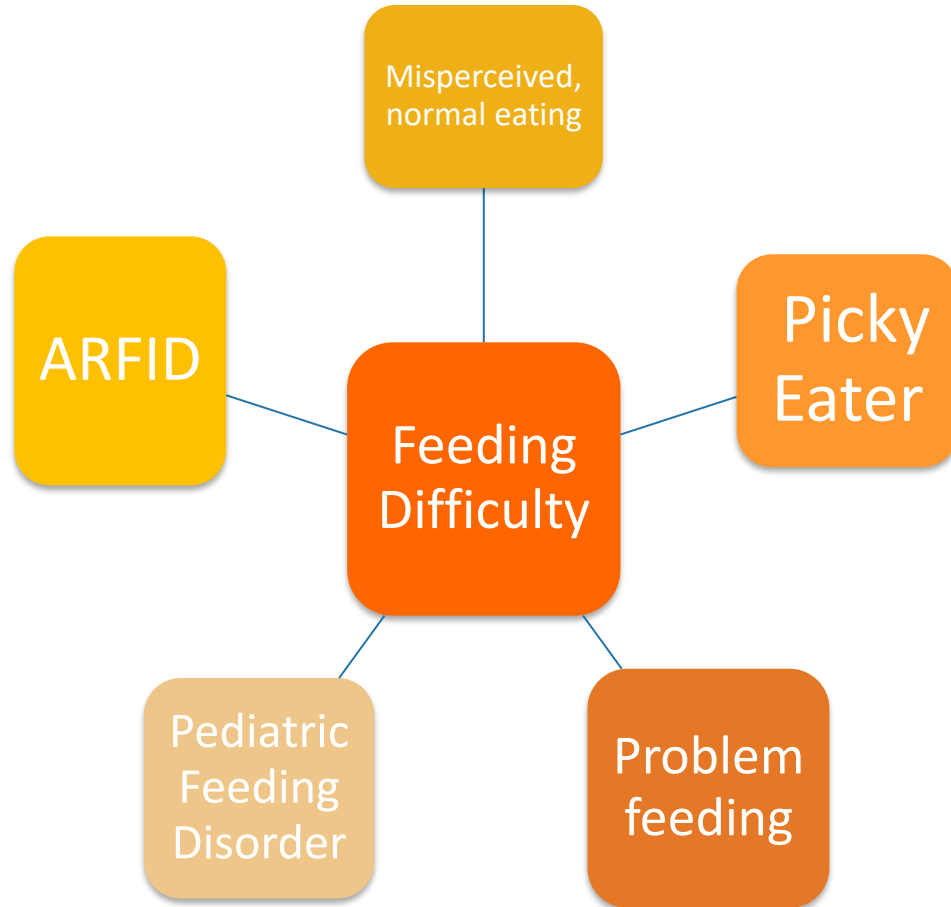 Misperceived,
normal eating
Picky
Eater
ARFID
Feeding
Difficulty
Problem
feeding
Pediatric
Feeding
Disorder